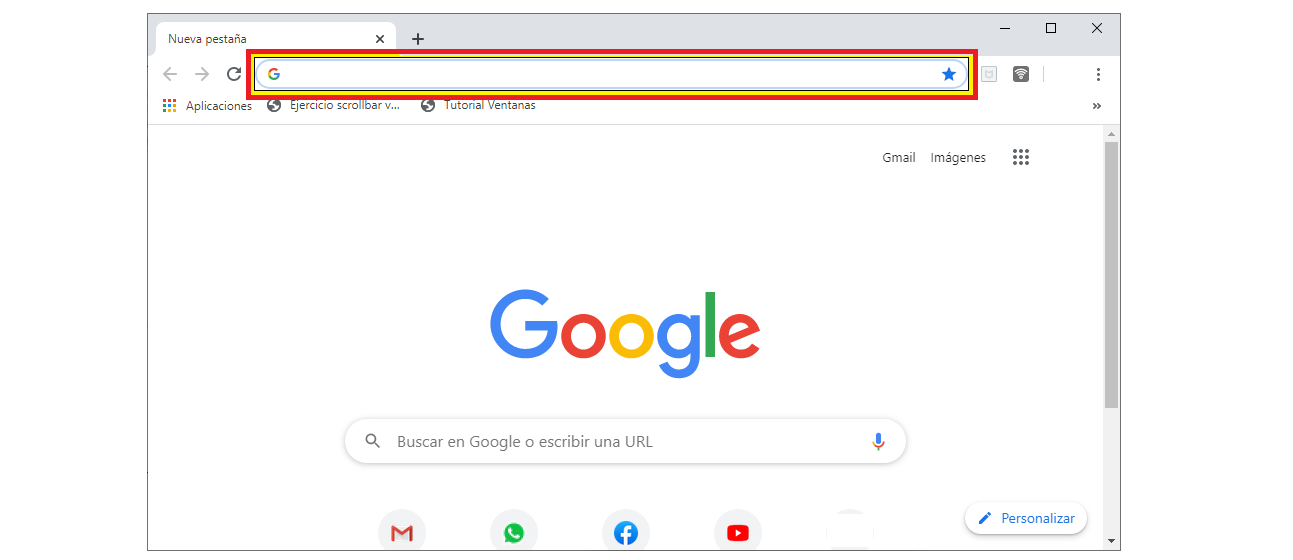 Nueva pestaña
Aplicaciones Ejercicio scrollbar v... Tutorial Ventanas
Gmail Imágenes
Google
Buscar en Google o escribir una URL
Personalizar